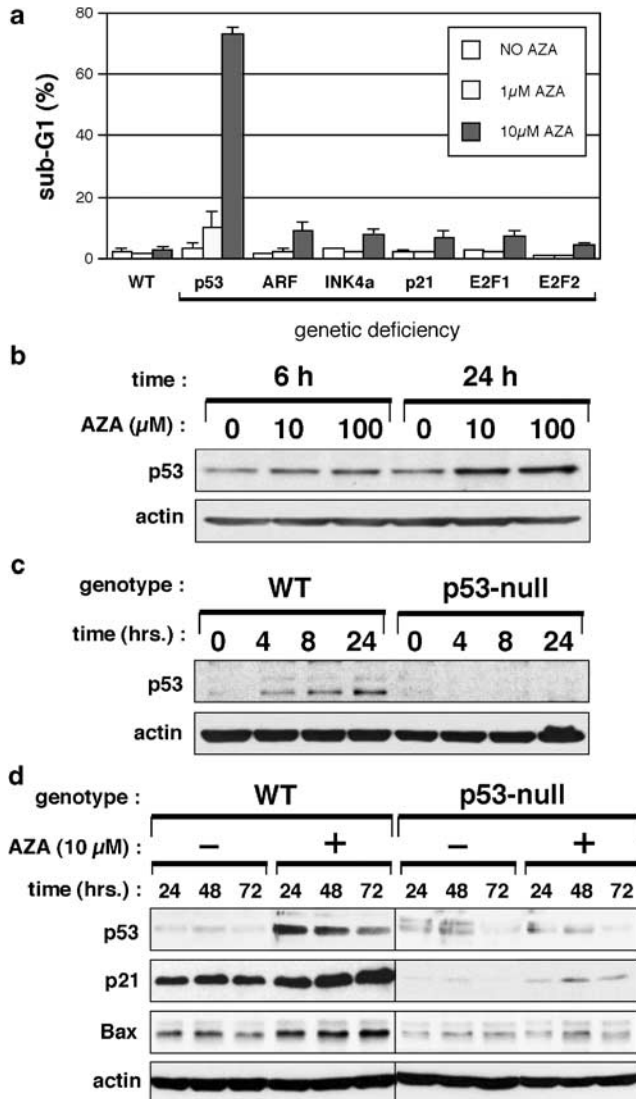 a
80
60
40
20
0
sub-G1 (%)
NO AZA
1µM AZA
10µM AZA
WT p53 ARF INK4a p21 E2F1 E2F2
genetic deficiency
b
time : 6 h 24 h
AZA (µM) : 0 10 100 0 10 100
p53
actin
c
genotype : WT p53-null
time (hrs.) : 0 4 8 24 0 4 8 24
p53
actin
d
genotype : WT p53-null
AZA (10 µM) : − + − +
time (hrs.) : 24 48 72 24 48 72 24 48 72 24 48 72
p53
p21
Bax
actin